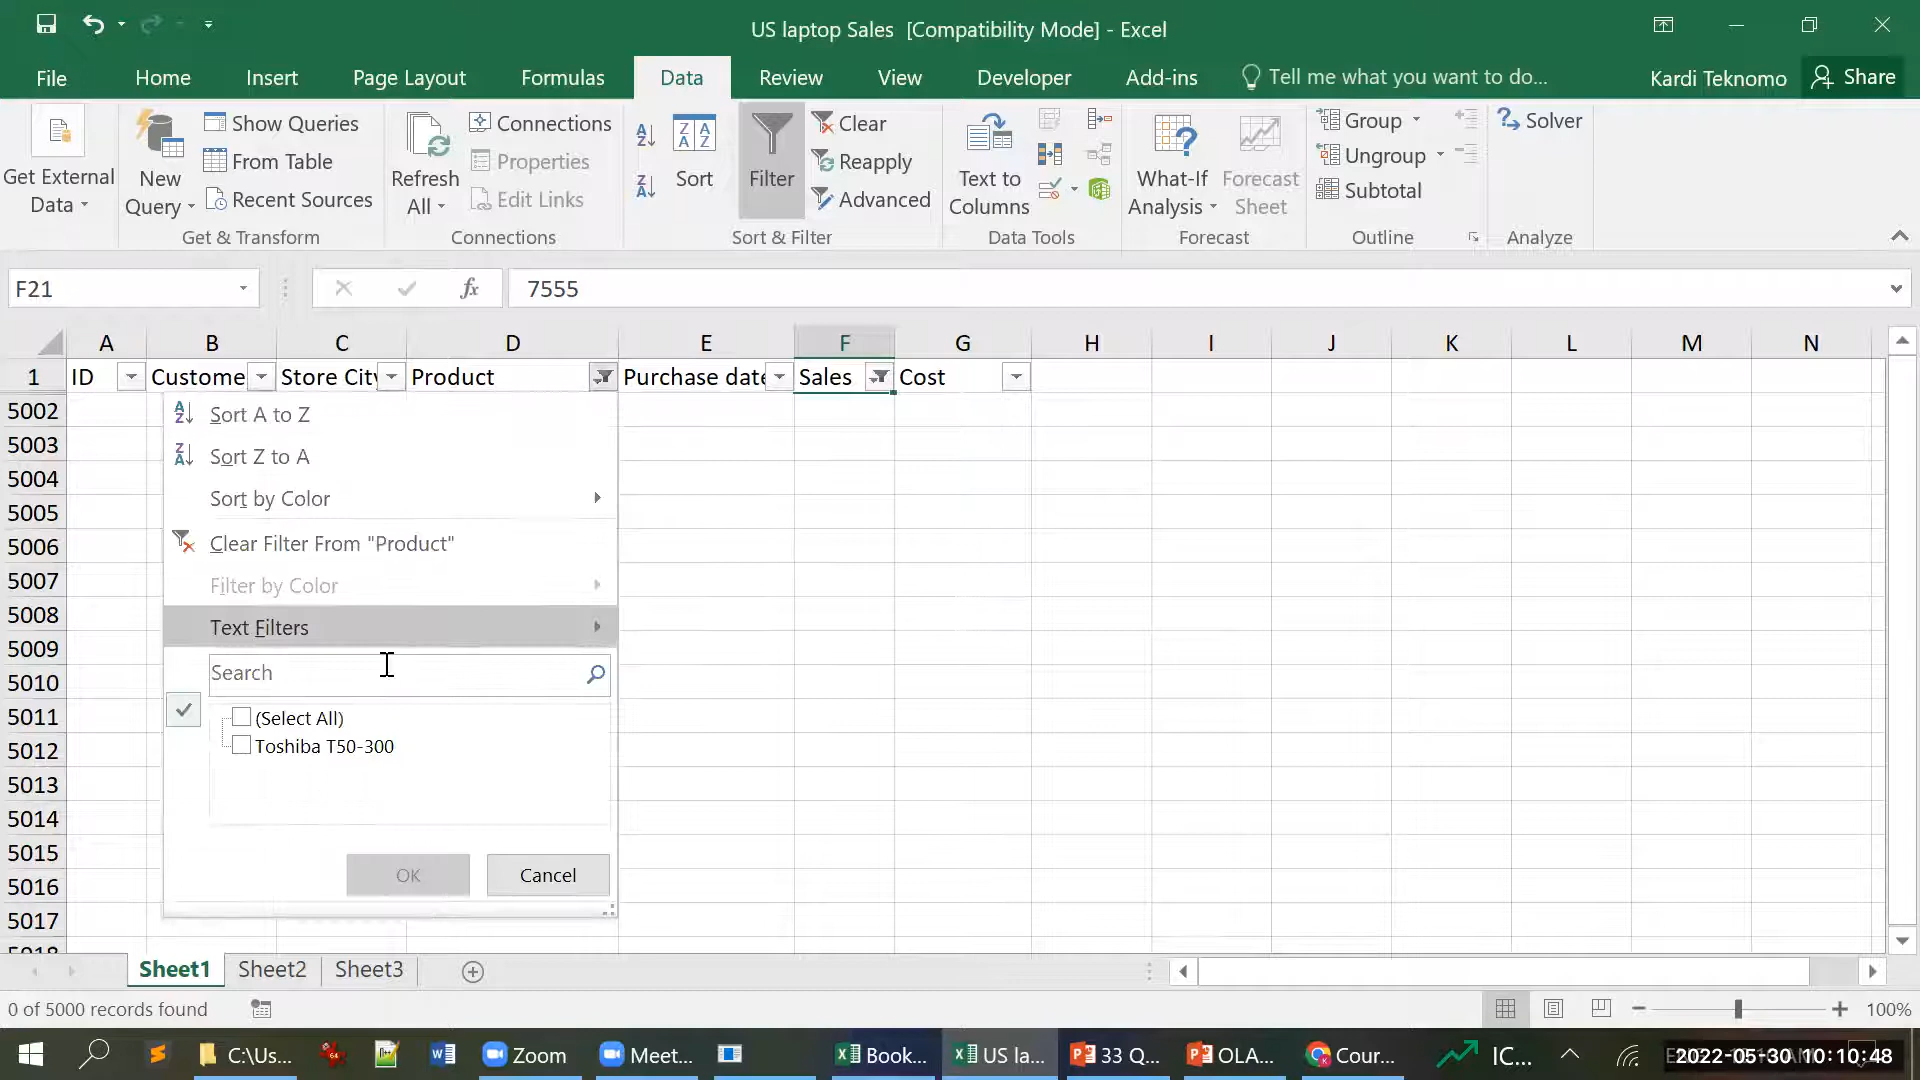 US laptop Sales [Compatibility Mode] - Excel
File Home Insert Page Layout Formulas Data Review View Developer Add-ins Tell me what you want to do... Kardi Teknomo Share
Get External Data
New Query
Show Queries
From Table
Recent Sources
Get & Transform
Refresh All
Connections
Properties
Edit Links
Connections
Sort
Filter
Clear
Reapply
Advanced
Sort & Filter
Text to Columns
Data Tools
What-If Analysis
Forecast Sheet
Forecast
Group
Ungroup
Subtotal
Outline
Solver
Analyze
F21 fx 7555
A B C D E F G H I J K L M N
1 ID Custome Store City Product Purchase date Sales Cost
5002
5003
5004
5005
5006
5007
5008
5009
5010
5011
5012
5013
5014
5015
5016
5017
5018
Sort A to Z
Sort Z to A
Sort by Color
Clear Filter From "Product"
Filter by Color
Text Filters
Search
(Select All)
Toshiba T50-300
OK Cancel
Sheet1 Sheet2 Sheet3
0 of 5000 records found 100%
C:\Us... 64 Zoom Meet... Book... US la... 33 Q... OLA... Cour... IC... 2022-05-30 10:10:48